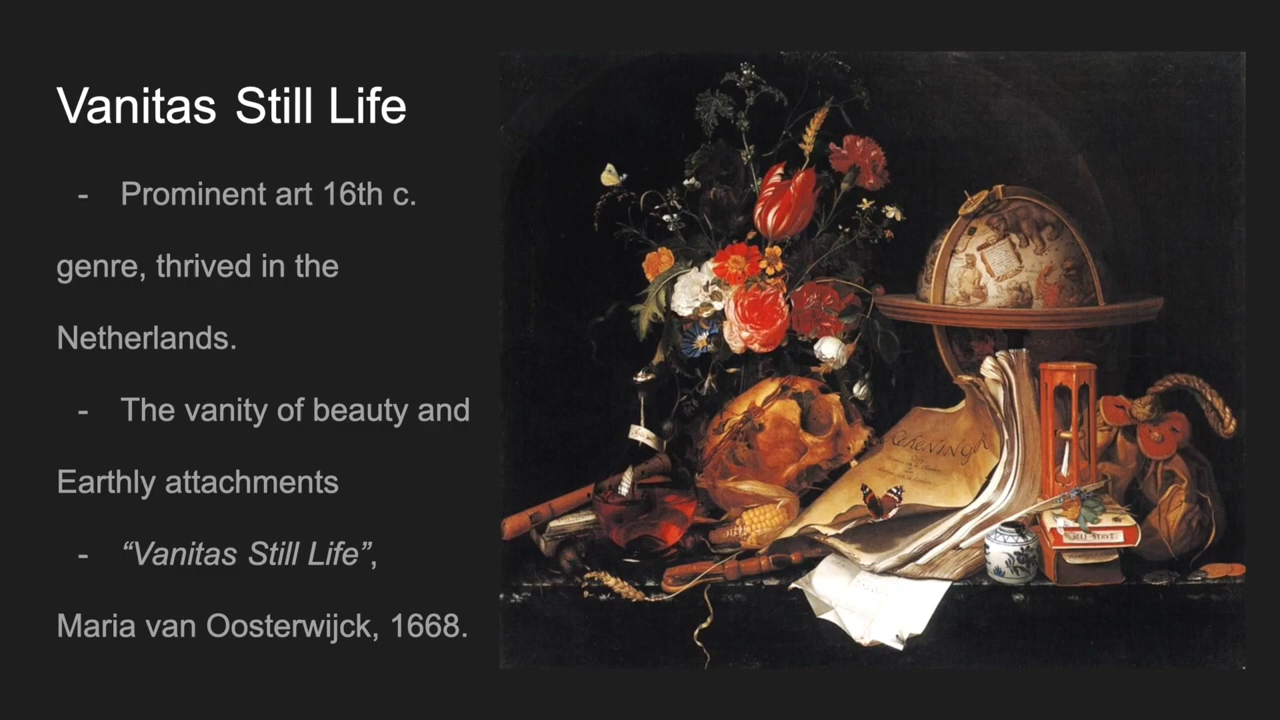 Vanitas Still Life
- Prominent art 16th c.
genre, thrived in the
Netherlands.
- The vanity of beauty and
Earthly attachments
- “Vanitas Still Life”,
Maria van Oosterwijck, 1668.